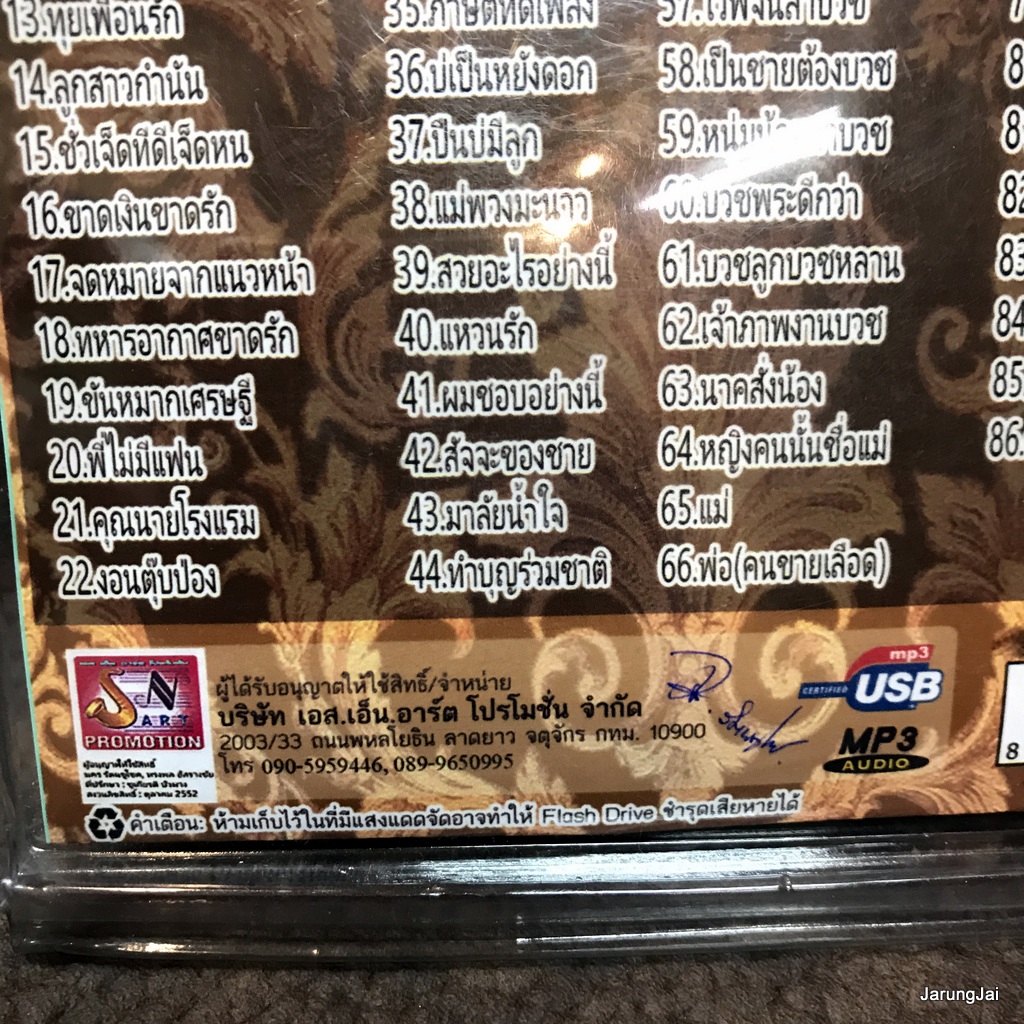 13.ทุยเพื่อนรัก
14.ลูกสาวกำนัน
15.ชั่วเจ็ดทีดีเจ็ดหน
16.ขาดเงินขาดรัก
17.จดหมายจากแนวหน้า
18.ทหารอากาศขาดรัก
19.ขันหมากเศรษฐี
20.พี่ไม่มีแฟน
21.คุณนายโรงแรม
22.งอนตุ๊บป่อง
36.บ่เป็นหยังดอก
37.ปืนบ่มีลูก
38.แม่พวงมะนาว
39.สวยอะไรอย่างนี้
40.แหวนรัก
41.ผมชอบอย่างนี้
42.สัจจะของชาย
43.มาลัยน้ำใจ
44.ทำบุญร่วมชาติ
58.เป็นชายต้องบวช
60.บวชพระดีกว่า
61.บวชลูกบวชหลาน
62.เจ้าภาพงานบวช
63.นาคสั่งน้อง
64.หญิงคนนั้นชื่อแม่
65.แม่
66.พ่อ(คนขายเลือด)
83
84
85
86.
S.N
ART
PROMOTION
ผู้ได้รับอนุญาตให้ใช้สิทธิ์/จำหน่าย
บริษัท เอส.เอ็น.อาร์ต โปรโมชั่น จำกัด
2003/33 ถนนพหลโยธิน ลาดยาว จตุจักร กทม. 10900
โทร 090-5959446, 089-9650995
mp3
CERTIFIED USB
MP3
AUDIO
8
คำเตือน: ห้ามเก็บไว้ในที่มีแสงแดดจัดอาจทำให้ Flash Drive ชำรุดเสียหายได้
JarungJai